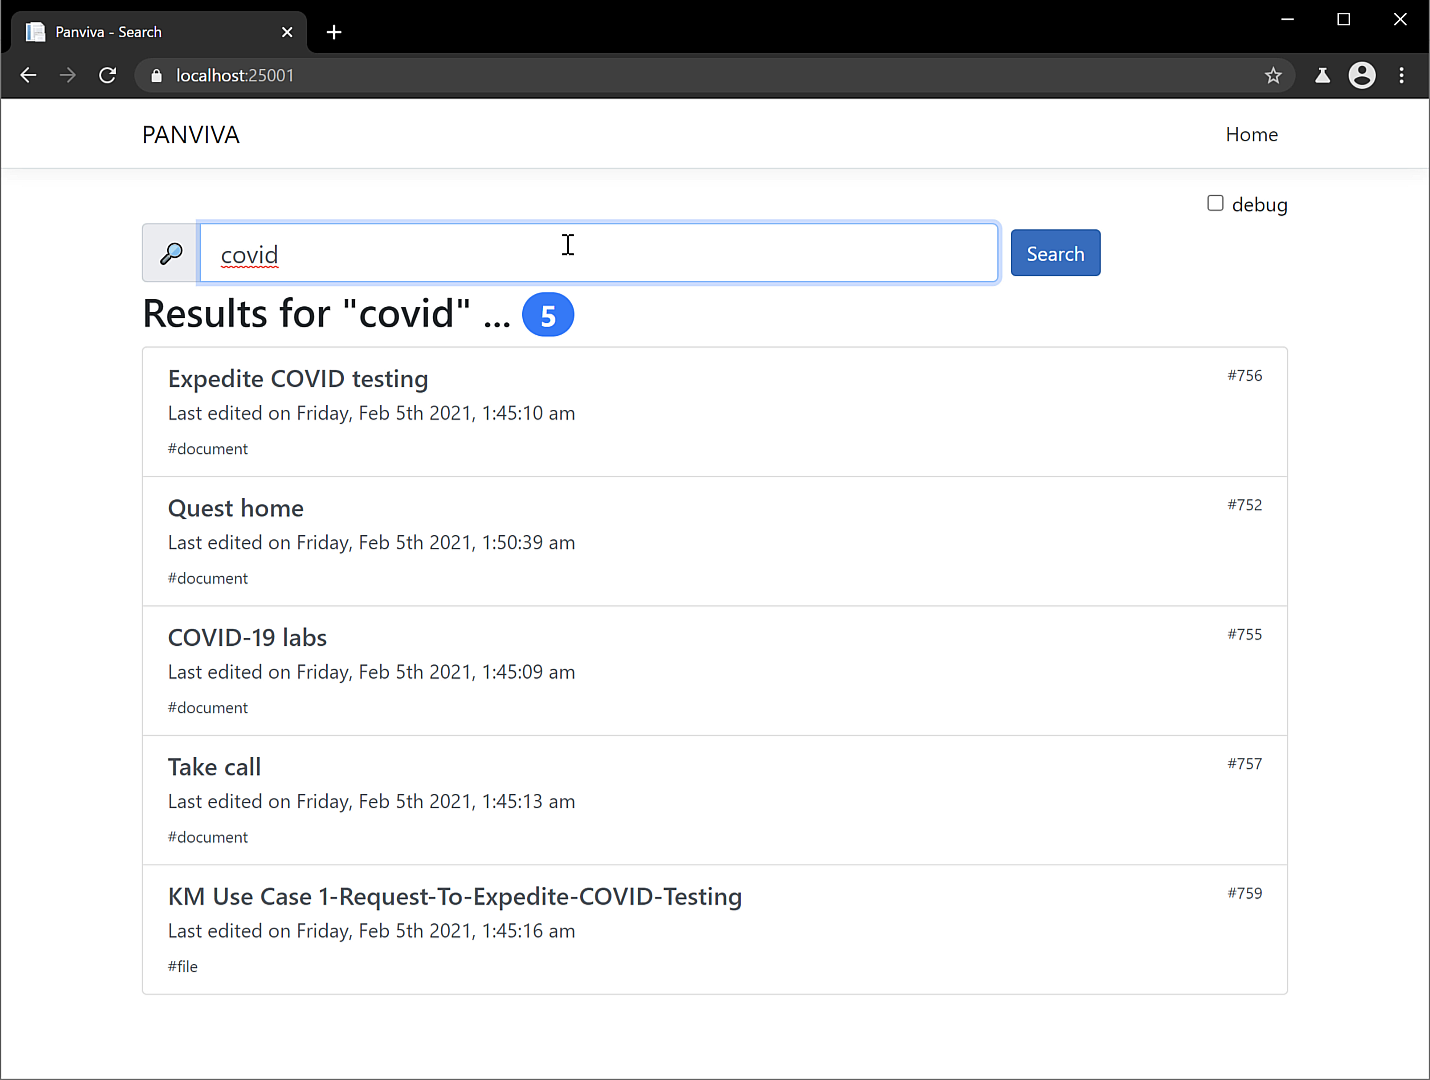 Panviva - Search
localhost:25001
PANVIVA
Home
debug
covid
Search
Results for "covid" ... 5
Expedite COVID testing
#756
Last edited on Friday, Feb 5th 2021, 1:45:10 am
#document
Quest home
#752
Last edited on Friday, Feb 5th 2021, 1:50:39 am
#document
COVID-19 labs
#755
Last edited on Friday, Feb 5th 2021, 1:45:09 am
#document
Take call
#757
Last edited on Friday, Feb 5th 2021, 1:45:13 am
#document
KM Use Case 1-Request-To-Expedite-COVID-Testing
#759
Last edited on Friday, Feb 5th 2021, 1:45:16 am
#file